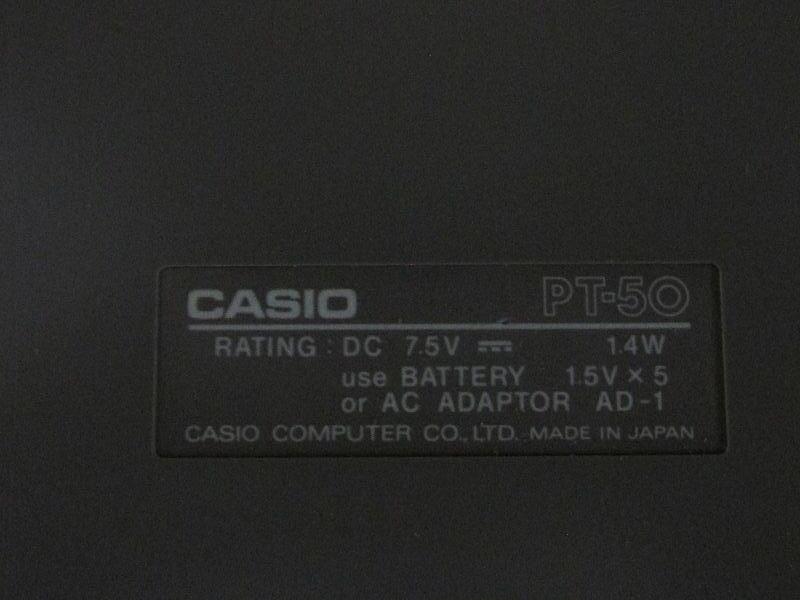 CASIO PT-50
RATING : DC 7.5V ⎓ 1.4W
use BATTERY 1.5V × 5
or AC ADAPTOR AD-1
CASIO COMPUTER CO., LTD. MADE IN JAPAN